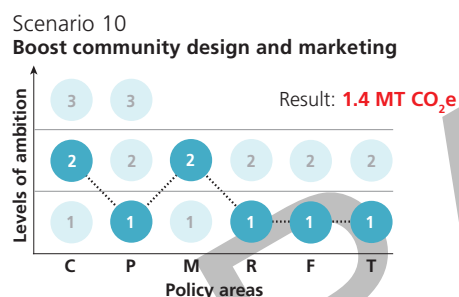 Scenario 10
Boost community design and marketing
Result: 1.4 MT CO₂e
Levels of ambition
3 3
2 2 2 2 2 2
1 1 1 1 1 1
C P M R F T
Policy areas